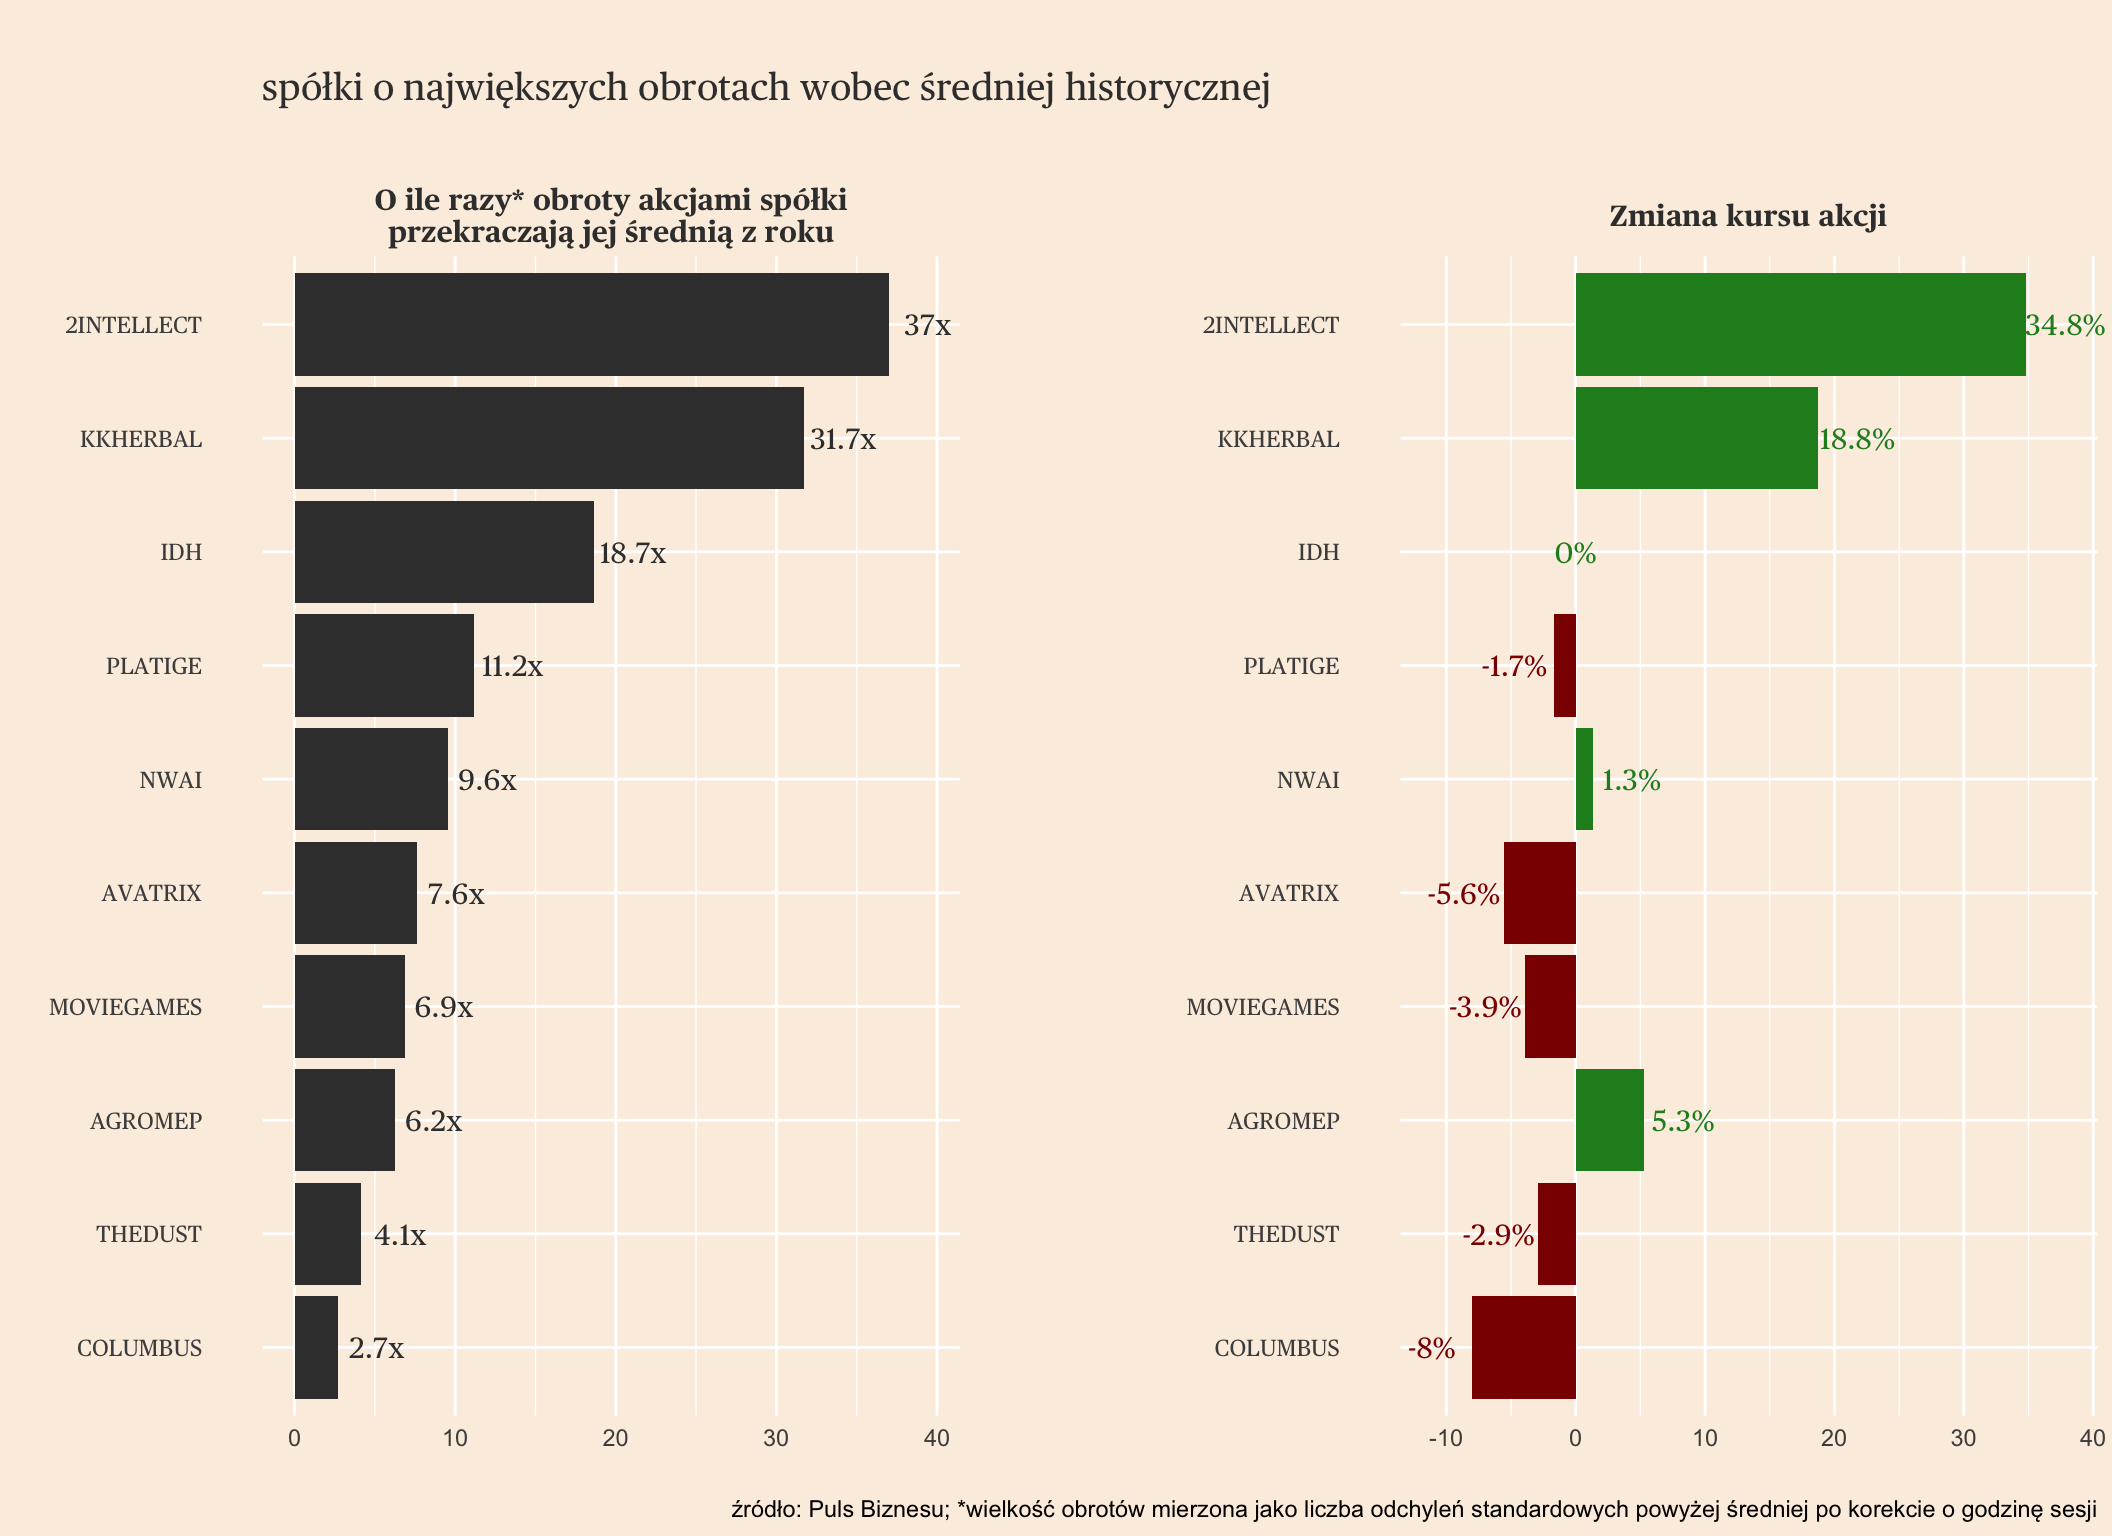 spółki o największych obrotach wobec średniej historycznej
O ile razy* obroty akcjami spółki
przekraczają jej średnią z roku
2INTELLECT 37x
KKHERBAL 31.7x
IDH 18.7x
PLATIGE 11.2x
NWAI 9.6x
AVATRIX 7.6x
MOVIEGAMES 6.9x
AGROMEP 6.2x
THEDUST 4.1x
COLUMBUS 2.7x
0 10 20 30 40
Zmiana kursu akcji
2INTELLECT 34.8%
KKHERBAL 18.8%
IDH 0%
PLATIGE -1.7%
NWAI 1.3%
AVATRIX -5.6%
MOVIEGAMES -3.9%
AGROMEP 5.3%
THEDUST -2.9%
COLUMBUS -8%
-10 0 10 20 30 40
źródło: Puls Biznesu; *wielkość obrotów mierzona jako liczba odchyleń standardowych powyżej średniej po korekcie o godzinę sesji